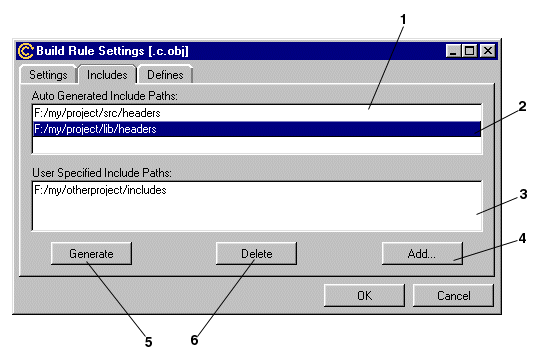 1
Build Rule Settings [.c.obj]
Settings Includes Defines
Auto Generated Include Paths:
F:/my/project/src/headers
2
F:/my/project/lib/headers
User Specified Include Paths:
F:/my/otherproject/includes
3
4
Generate Delete Add...
OK Cancel
5 6